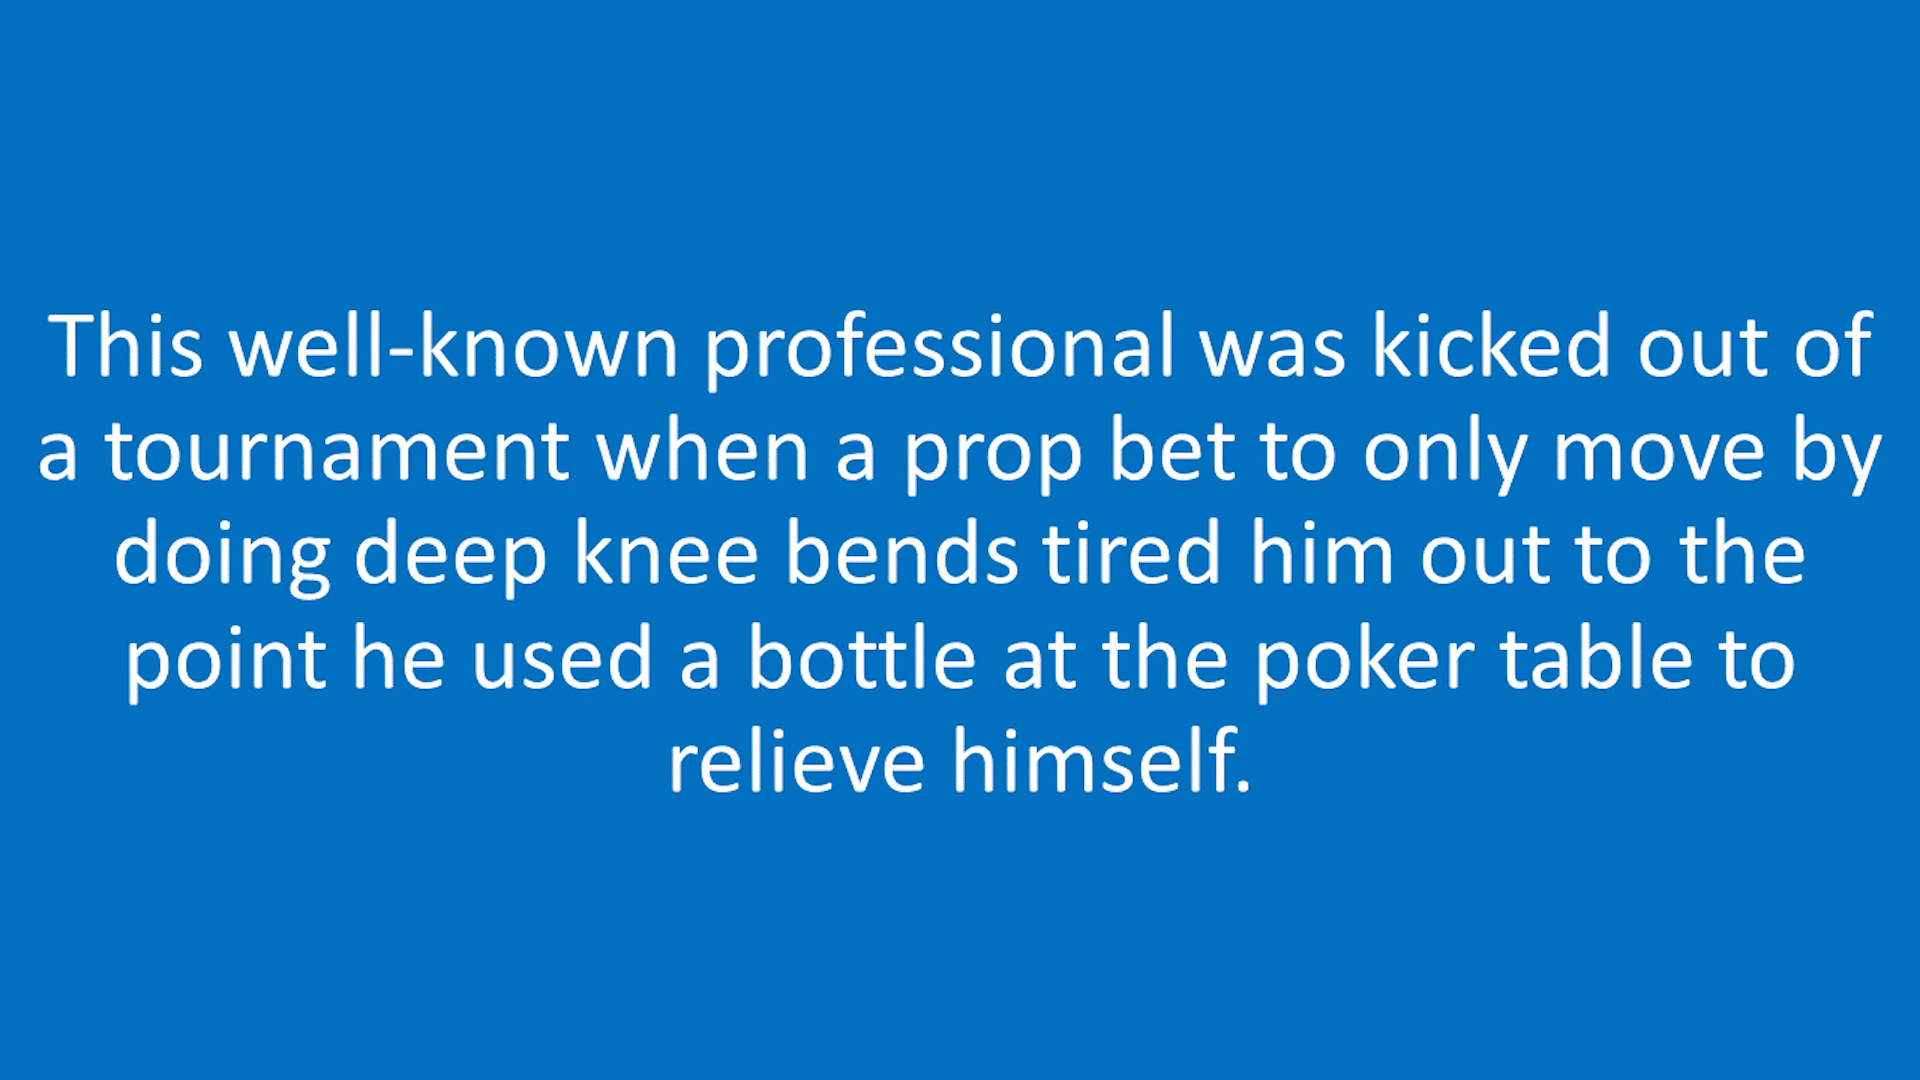 This well-known professional was kicked out of
a tournament when a prop bet to only move by
doing deep knee bends tired him out to the
point he used a bottle at the poker table to
relieve himself.